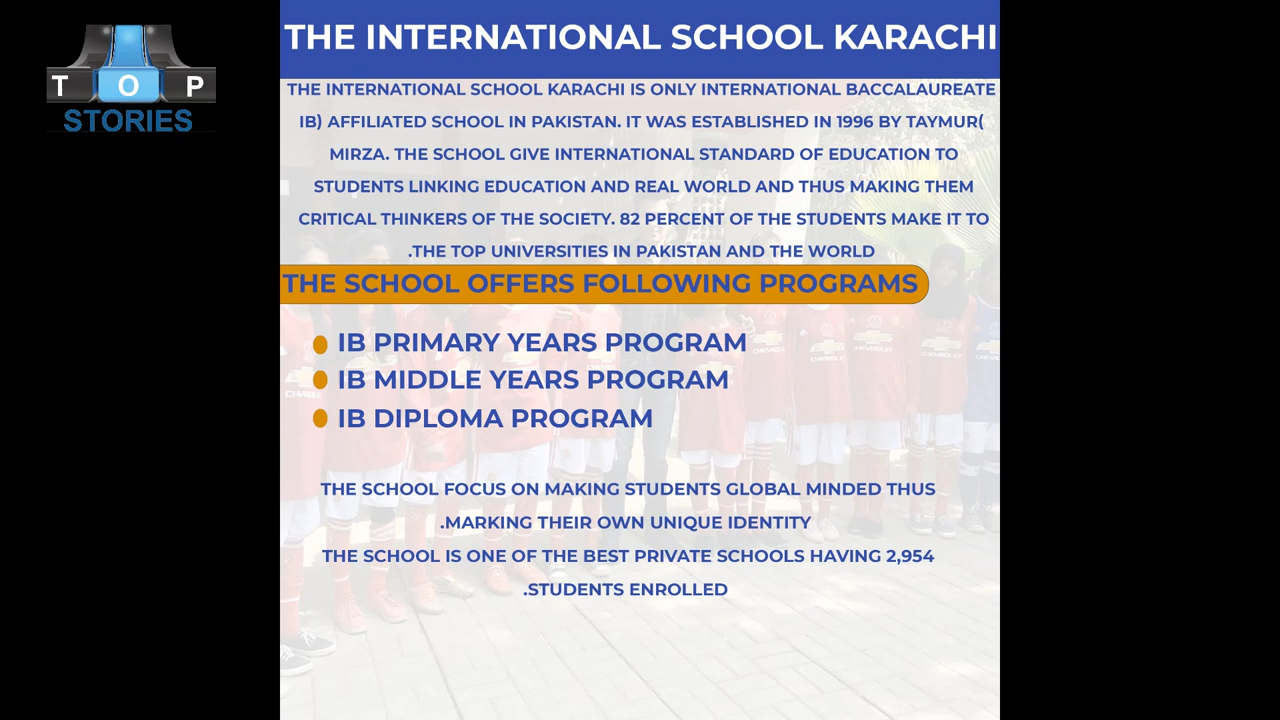 TOP
STORIES
THE INTERNATIONAL SCHOOL KARACHI
THE INTERNATIONAL SCHOOL KARACHI IS ONLY INTERNATIONAL BACCALAUREATE
IB) AFFILIATED SCHOOL IN PAKISTAN. IT WAS ESTABLISHED IN 1996 BY TAYMUR(
MIRZA. THE SCHOOL GIVE INTERNATIONAL STANDARD OF EDUCATION TO
STUDENTS LINKING EDUCATION AND REAL WORLD AND THUS MAKING THEM
CRITICAL THINKERS OF THE SOCIETY. 82 PERCENT OF THE STUDENTS MAKE IT TO
.THE TOP UNIVERSITIES IN PAKISTAN AND THE WORLD
THE SCHOOL OFFERS FOLLOWING PROGRAMS
IB PRIMARY YEARS PROGRAM
IB MIDDLE YEARS PROGRAM
IB DIPLOMA PROGRAM
CHEVROLET
CHEVROLET
CHEVROLET
THE SCHOOL FOCUS ON MAKING STUDENTS GLOBAL MINDED THUS
.MARKING THEIR OWN UNIQUE IDENTITY
THE SCHOOL IS ONE OF THE BEST PRIVATE SCHOOLS HAVING 2,954
.STUDENTS ENROLLED